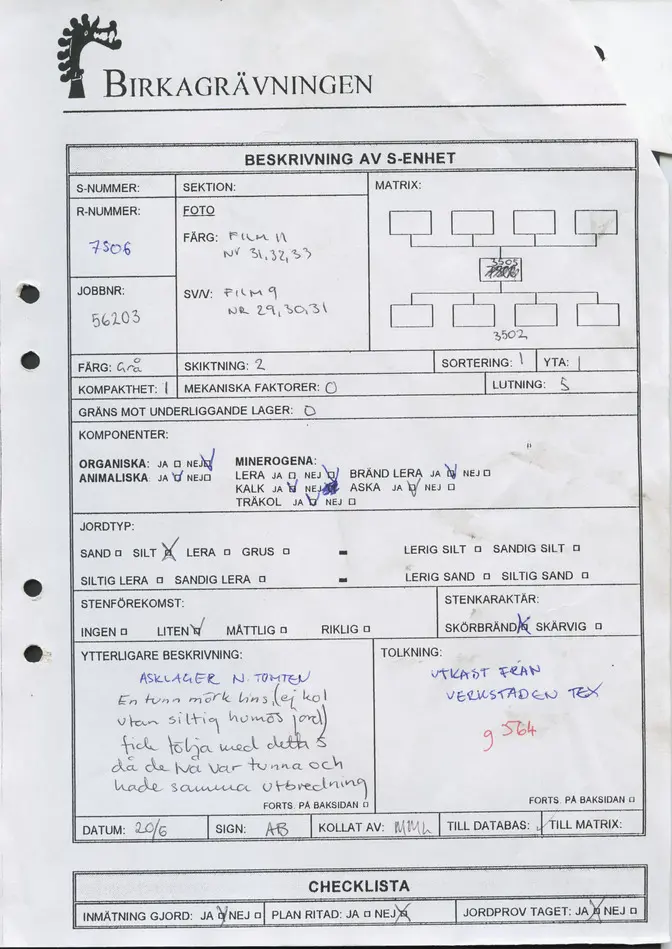 BIRKAGRÄVNINGEN
BESKRIVNING AV S-ENHET
S-NUMMER:
SEKTION:
MATRIX:
R-NUMMER:
7506
FOTO
FÄRG: FILM 11
NR 31,32,33
3505
JOBBNR:
56203
SV/V: FILM 9
NR 29,30,31
3502
FÄRG: Grå
SKIKTNING: 2
SORTERING: 1
YTA: 1
KOMPAKTHET: 1
MEKANISKA FAKTORER: 0
LUTNING: 5
GRÄNS MOT UNDERLIGGANDE LAGER: 0
KOMPONENTER:
ORGANISKA: JA NEJ
MINEROGENA:
ANIMALISKA: JA NEJ
LERA JA NEJ BRÄND LERA JA NEJ
KALK JA NEJ ASKA JA NEJ
TRÄKOL JA NEJ
JORDTYP:
SAND SILT LERA GRUS - LERIG SILT SANDIG SILT
SILTIG LERA SANDIG LERA - LERIG SAND SILTIG SAND
STENFÖREKOMST:
STENKARAKTÄR:
INGEN LITEN MÅTTLIG RIKLIG
SKÖRBRÄND SKÄRVIG
YTTERLIGARE BESKRIVNING:
ASKLAGER N. TOMTEN
En tunn mörk lins, (ej kol
utan siltig humös jord)
fick följa med detta S
då de två var tunna och
hade samma utbredning
FORTS. PÅ BAKSIDAN
TOLKNING:
UTKAST FRÅN
VERKSTADEN TEX
g 564
FORTS. PÅ BAKSIDAN
DATUM: 20/6
SIGN: AB
KOLLAT AV:
TILL DATABAS:
TILL MATRIX:
CHECKLISTA
INMÄTNING GJORD: JA NEJ
PLAN RITAD: JA NEJ
JORDPROV TAGET: JA NEJ